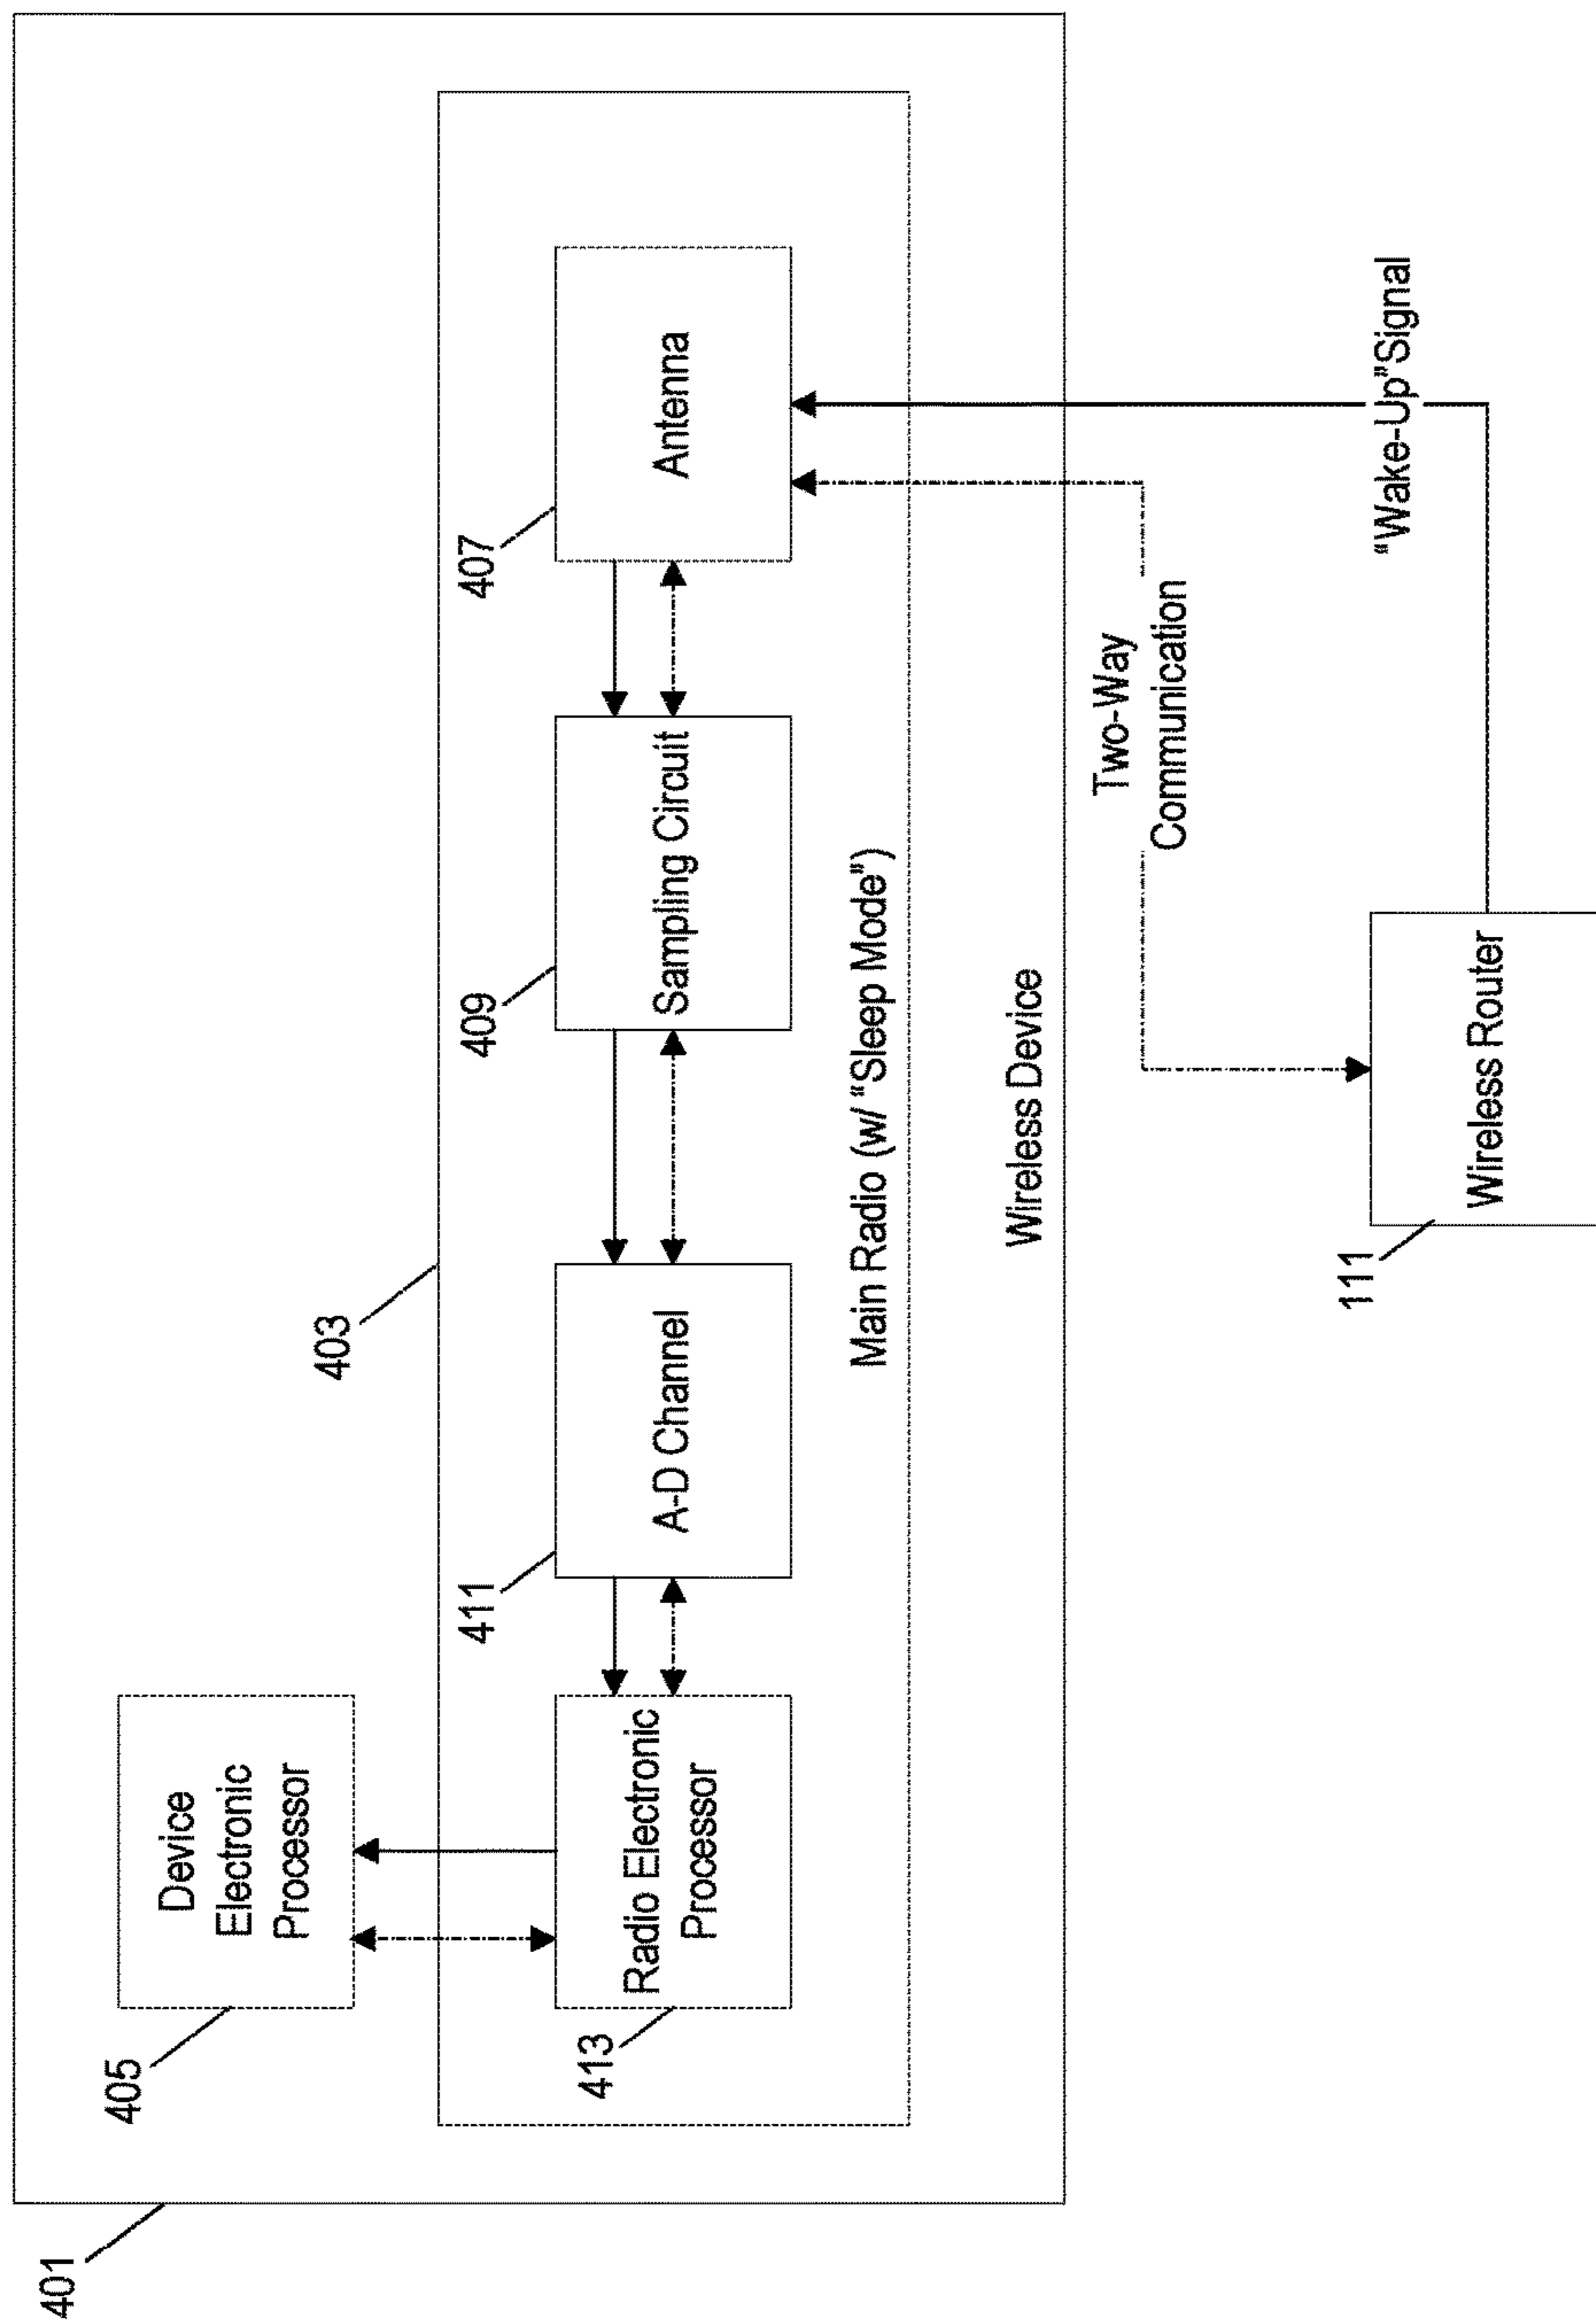 401
405
Device
Electronic
Processor
403
413
Radio Electronic
Processor
411
A-D Channel
409
Sampling Circuit
407
Antenna
Main Radio (w/ "Sleep Mode")
Wireless Device
Two-Way
Communication
"Wake-Up"Signal
111
Wireless Router